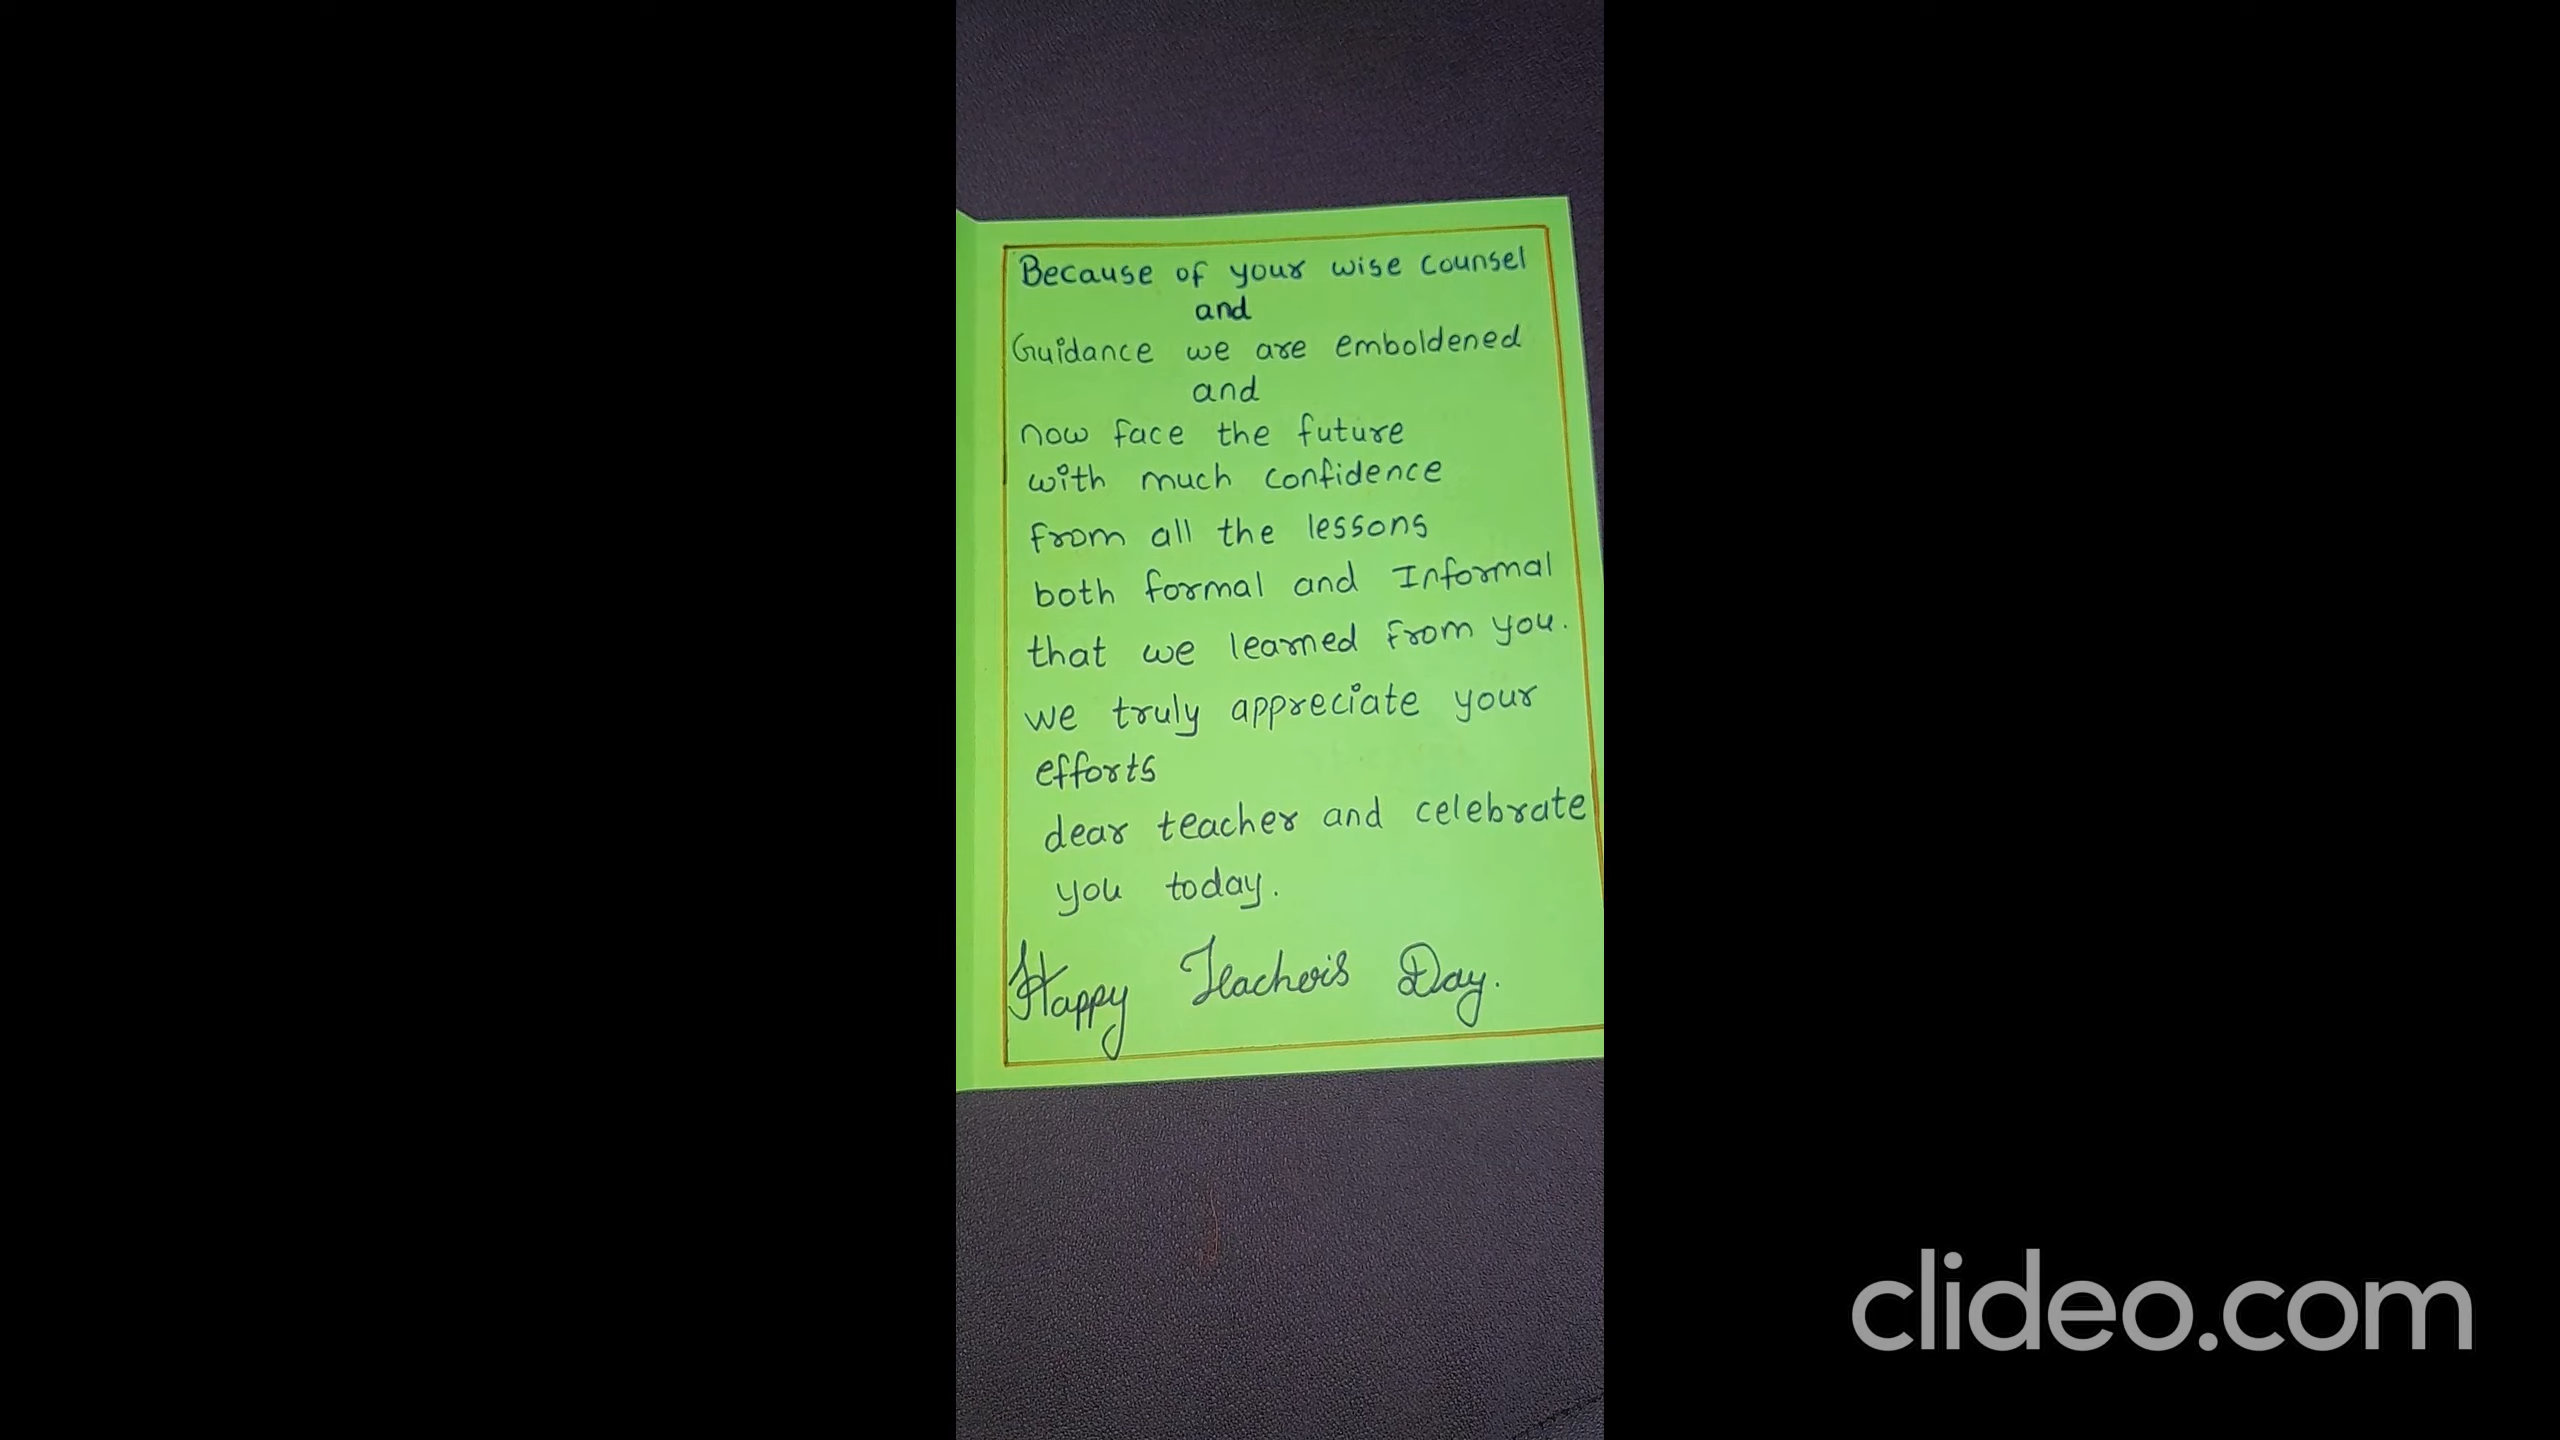 Because of your wise counsel
and
Guidance we are emboldened
and
now face the future
with much confidence
from all the lessons
both formal and Informal
that we learned from you.
we truly appreciate your
efforts
dear teacher and celebrate
you today.
Happy Teacher's Day.
clideo.com